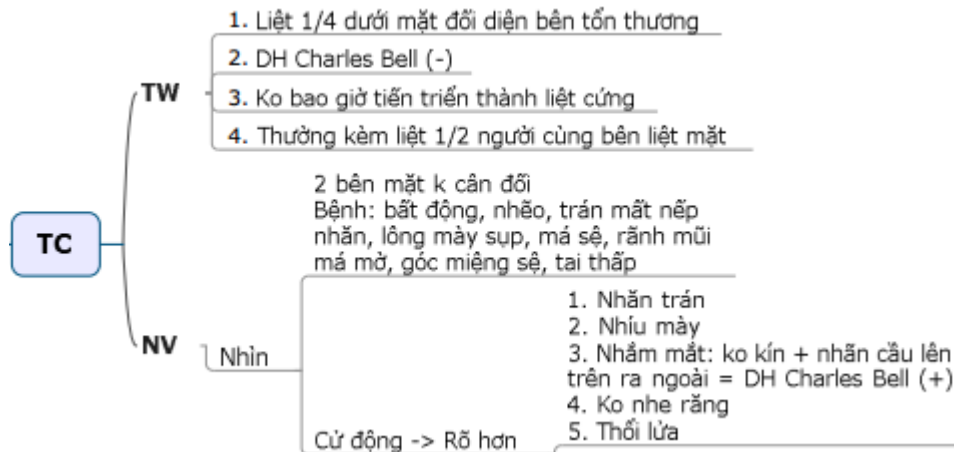 1. Liệt 1/4 dưới mặt đối diện bên tổn thương
2. DH Charles Bell (-)
TW
3. Ko bao giờ tiến triển thành liệt cứng
4. Thường kèm liệt 1/2 người cùng bên liệt mặt
2 bên mặt k cân đối
Bệnh: bất động, nhẽo, trán mất nếp
nhăn, lông mày sụp, má sệ, rãnh mũi
má mờ, góc miệng sệ, tai thấp
TC
NV
Nhìn
1. Nhăn trán
2. Nhíu mày
3. Nhắm mắt: ko kín + nhãn cầu lên
trên ra ngoài = DH Charles Bell (+)
4. Ko nhe răng
5. Thổi lửa
Cử động -> Rõ hơn